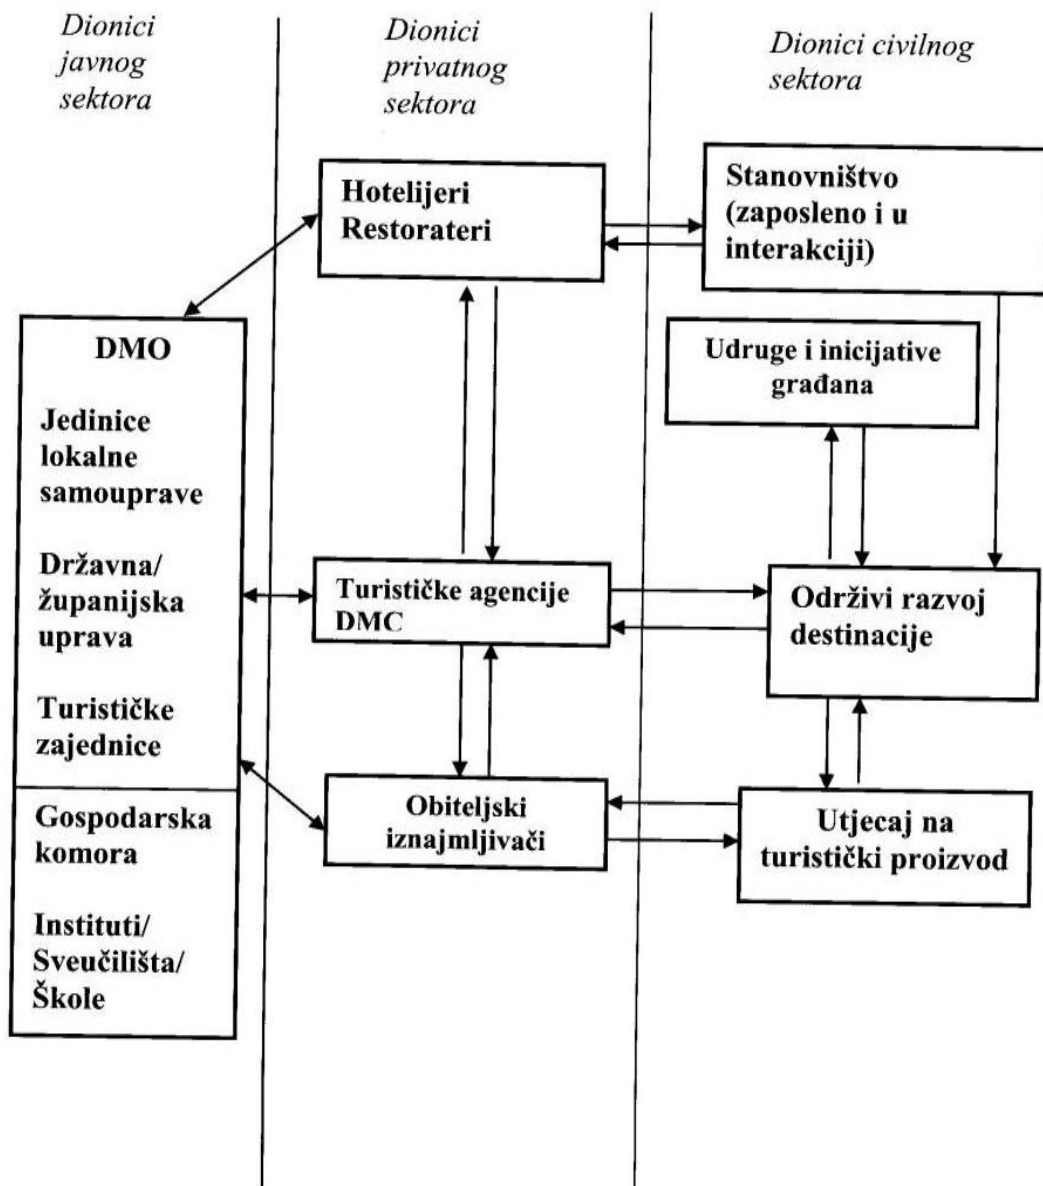 Dionici
javnog
sektora
Dionici
privatnog
sektora
Dionici civilnog
sektora
Hotelijeri
Restorateri
Stanovništvo
(zaposleno i u
interakciji)
Udruge i inicijative
građana
DMO
Jedinice
lokalne
samouprave
Državna/
županijska
uprava
Turističke
zajednice
Gospodarska
komora
Instituti/
Sveučilišta/
Škole
Turističke agencije
DMC
Održivi razvoj
destinacije
Obiteljski
iznajmljivači
Utjecaj na
turistički proizvod